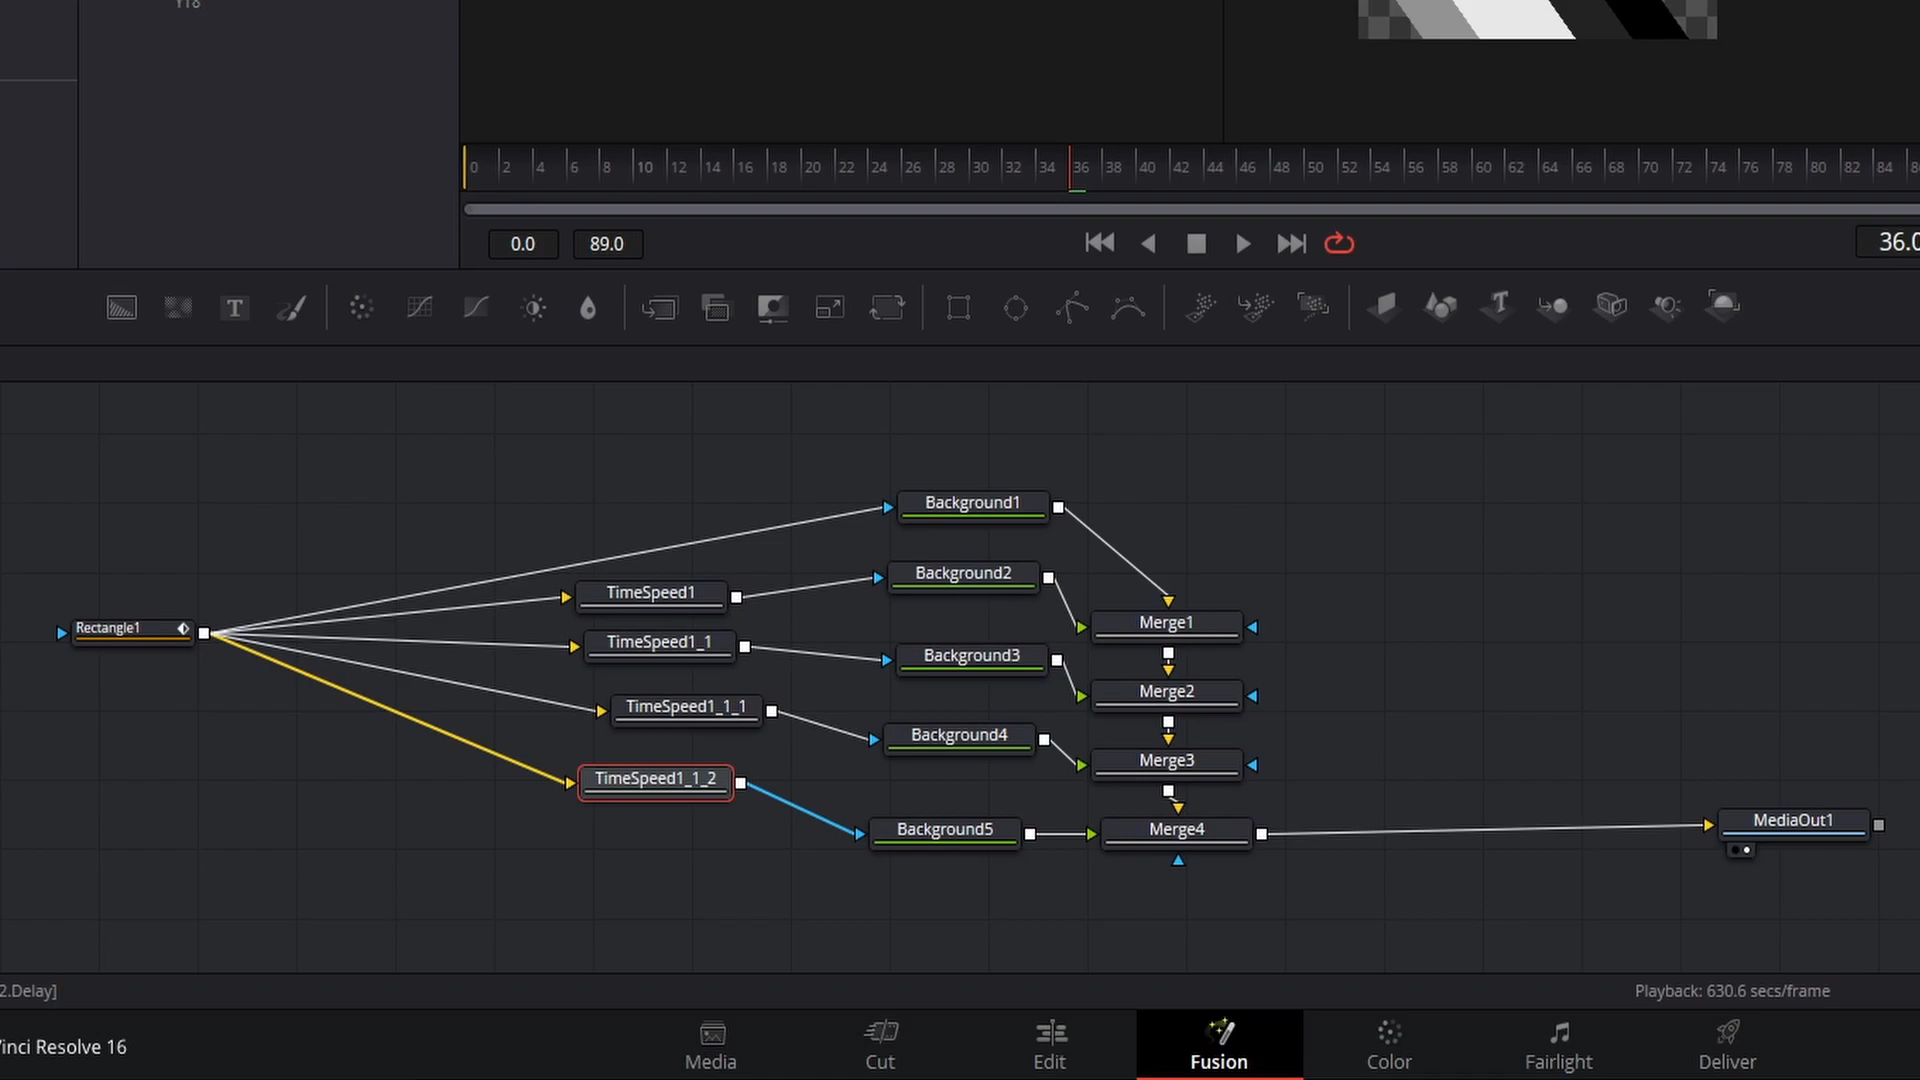 Y18
0 2 4 6 8 10 12 14 16 18 20 22 24 26 28 30 32 34 36 38 40 42 44 46 48 50 52 54 56 58 60 62 64 66 68 70 72 74 76 78 80 82 84 8
0.0 89.0 36.0
T
Background1
Background2
TimeSpeed1
Rectangle1
Merge1
TimeSpeed1_1
Background3
Merge2
TimeSpeed1_1_1
Background4
Merge3
TimeSpeed1_1_2
Background5
Merge4
MediaOut1
2.Delay]
Playback: 630.6 secs/frame
inci Resolve 16
Media Cut Edit Fusion Color Fairlight Deliver